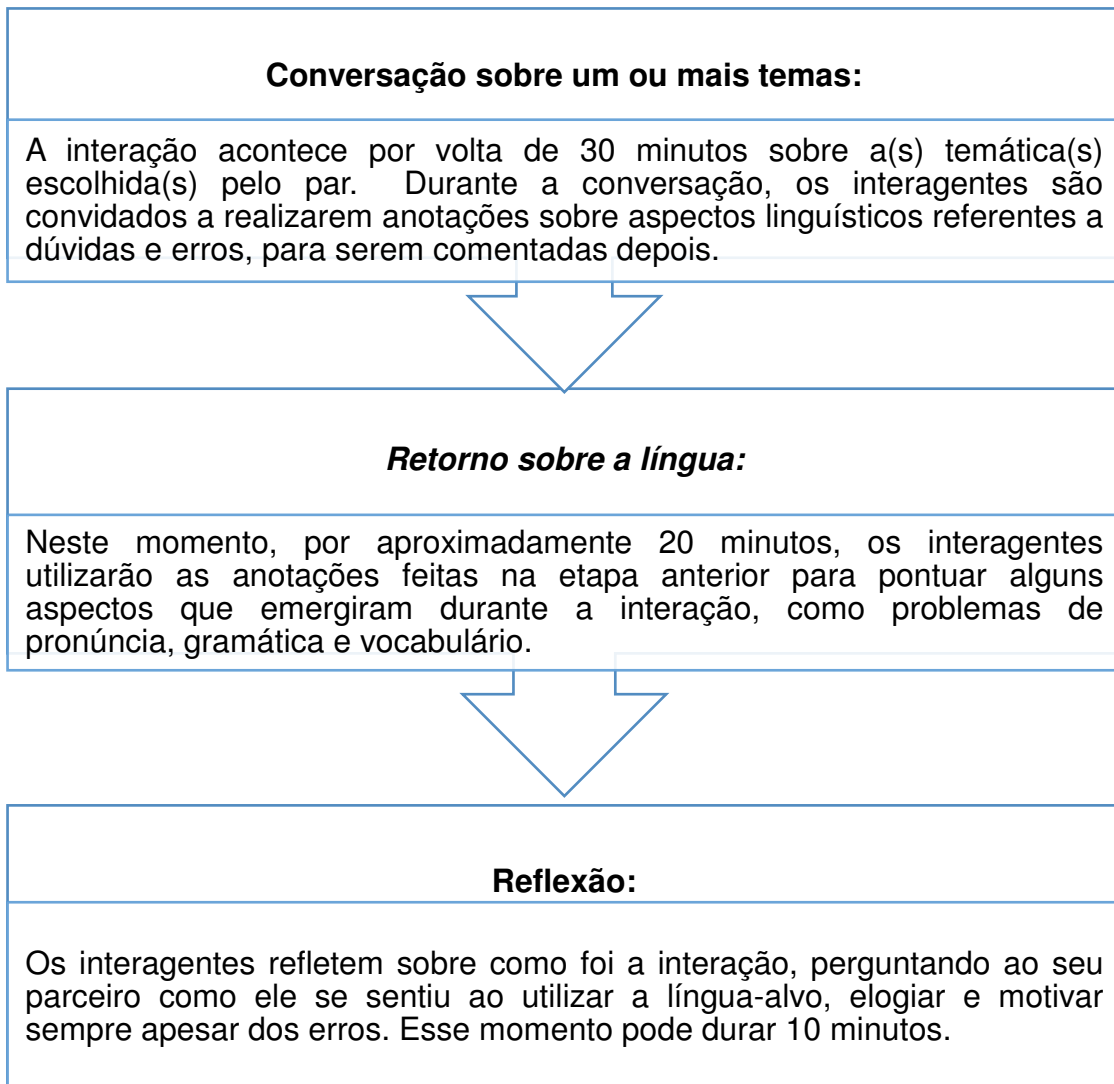 Conversação sobre um ou mais temas:
A interação acontece por volta de 30 minutos sobre a(s) temática(s)
escolhida(s) pelo par. Durante a conversação, os interagentes são
convidados a realizarem anotações sobre aspectos linguísticos referentes a
dúvidas e erros, para serem comentadas depois.
Retorno sobre a língua:
Neste momento, por aproximadamente 20 minutos, os interagentes
utilizarão as anotações feitas na etapa anterior para pontuar alguns
aspectos que emergiram durante a interação, como problemas de
pronúncia, gramática e vocabulário.
Reflexão:
Os interagentes refletem sobre como foi a interação, perguntando ao seu
parceiro como ele se sentiu ao utilizar a língua-alvo, elogiar e motivar
sempre apesar dos erros. Esse momento pode durar 10 minutos.